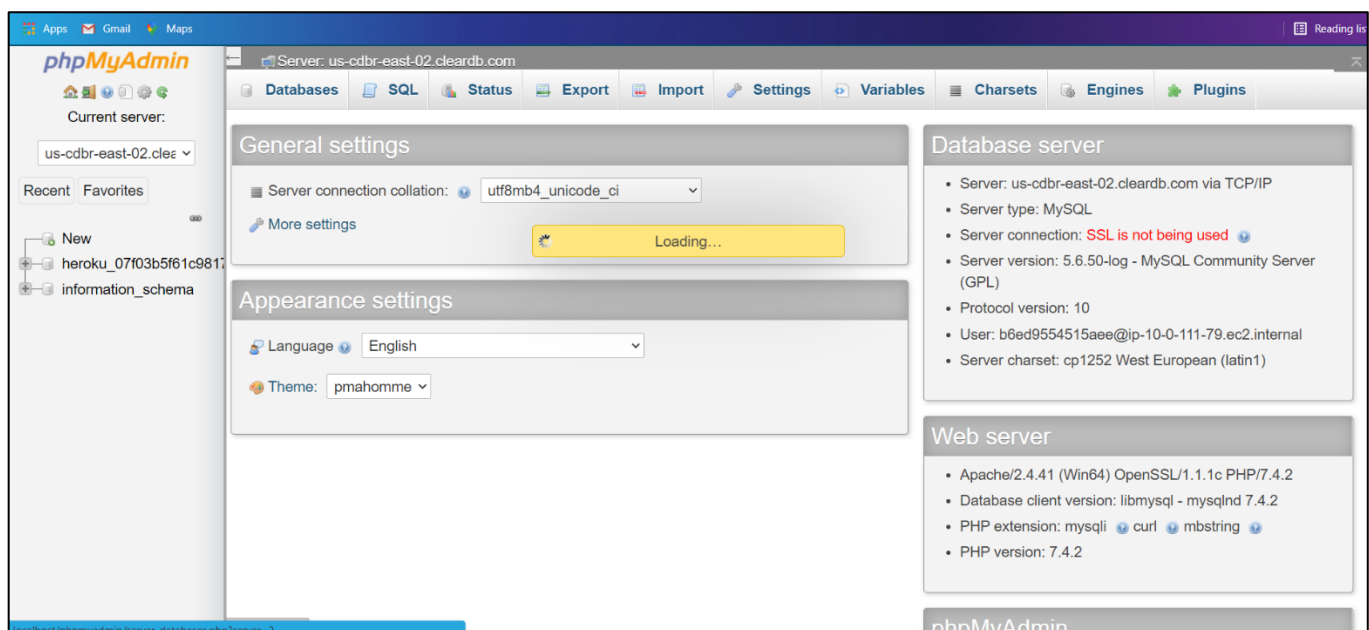 Apps Gmail Maps
Reading lis
phpMyAdmin
Current server:
us-cdbr-east-02.clea
Recent Favorites
New
heroku_07f03b5f61c9817
information_schema
Server: us-cdbr-east-02.cleardb.com
Databases SQL Status Export Import Settings Variables Charsets Engines Plugins
General settings
Server connection collation: utf8mb4_unicode_ci
More settings
Loading...
Appearance settings
Language English
Theme: pmahomme
Database server
• Server: us-cdbr-east-02.cleardb.com via TCP/IP
• Server type: MySQL
• Server connection: SSL is not being used
• Server version: 5.6.50-log - MySQL Community Server
(GPL)
• Protocol version: 10
• User: b6ed9554515aee@ip-10-0-111-79.ec2.internal
• Server charset: cp1252 West European (latin1)
Web server
• Apache/2.4.41 (Win64) OpenSSL/1.1.1c PHP/7.4.2
• Database client version: libmysql - mysqlnd 7.4.2
• PHP extension: mysqli curl mbstring
• PHP version: 7.4.2
phpMyAdmin